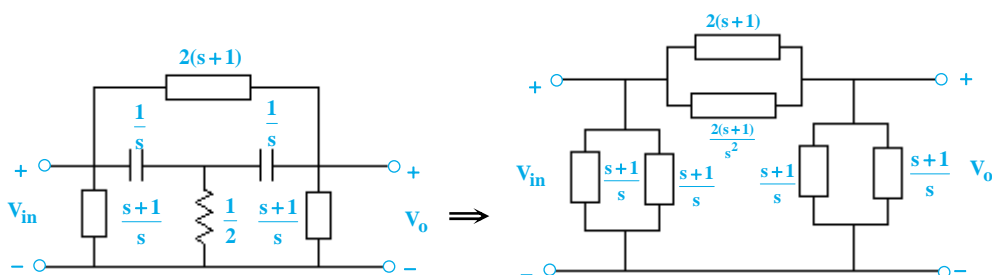 2(s+1)
1/s
1/s
+
+
V_in
s+1/s
1/2
s+1/s
V_o
−
−
⇒
2(s+1)
+
+
2(s+1)/s²
V_in
s+1/s
s+1/s
s+1/s
s+1/s
V_o
−
−